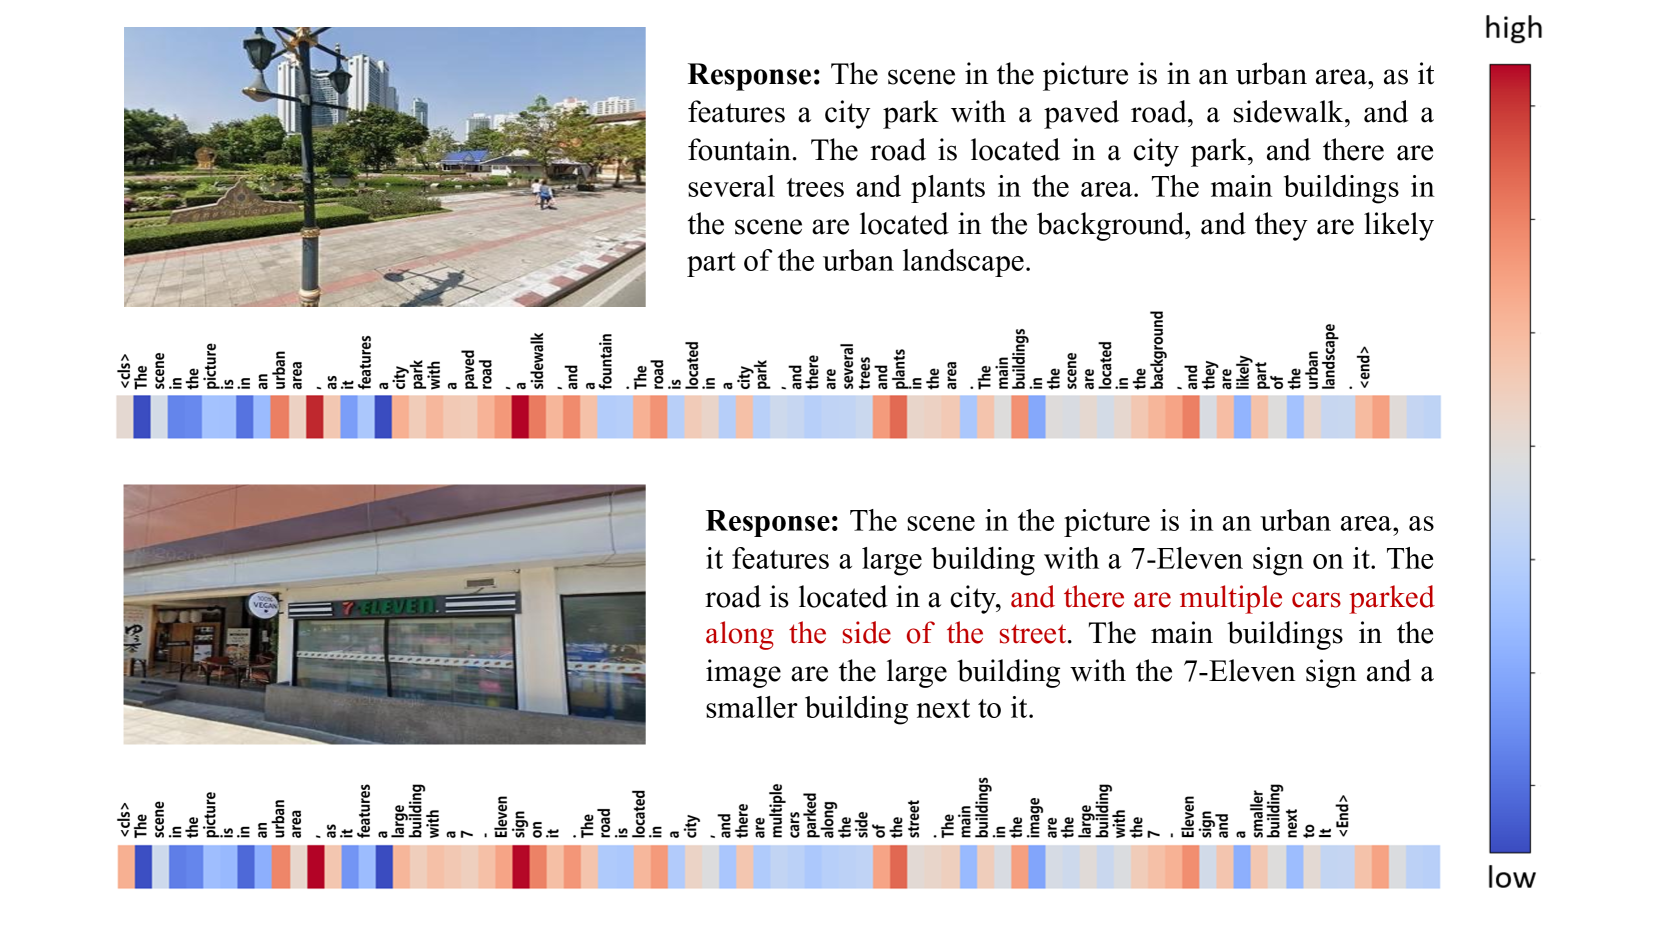 high
Response: The scene in the picture is in an urban area, as it
features a city park with a paved road, a sidewalk, and a
fountain. The road is located in a city park, and there are
several trees and plants in the area. The main buildings in
the scene are located in the background, and they are likely
part of the urban landscape.
<cls> The scene in the picture is in an urban area , as it features a city park with a paved road , a sidewalk , and a fountain . The road is located in a city park , and there are several trees and plants in the area . The main buildings in the scene are located in the background , and they are likely part of the urban landscape . <end>
100%
VEGAN
7-ELEVEN.
Response: The scene in the picture is in an urban area, as
it features a large building with a 7-Eleven sign on it. The
road is located in a city, and there are multiple cars parked
along the side of the street. The main buildings in the
image are the large building with the 7-Eleven sign and a
smaller building next to it.
<cls> The scene in the picture is in an urban area , as it features a large building with a 7 - Eleven sign on it . The road is located in a city , and there are multiple cars parked along the side of the street . The main buildings in the image are the large building with the 7 - Eleven sign and a smaller building next to It . <End>
low